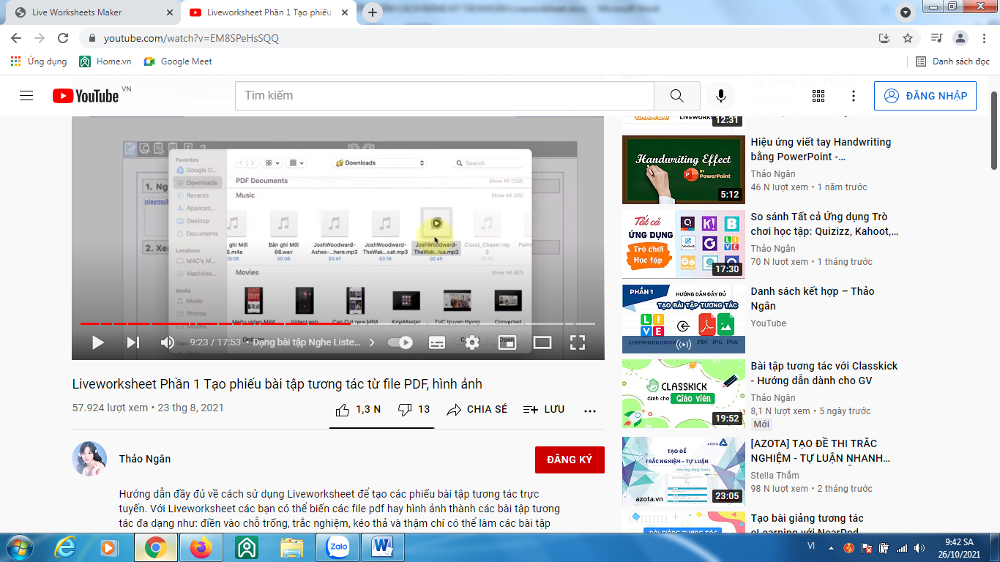 Live Worksheets Maker
Liveworksheet Phần 1 Tạo phiếu
youtube.com/watch?v=EM8SPeHsSQQ
Ứng dụng
Home.vn
Google Meet
Danh sách đọc
YouTube VN
Tìm kiếm
ĐĂNG NHẬP
Favorites
Google D...
Downloads
Recents
Applicati...
Desktop
Documents
Locations
MAC's M...
Machitos...
Media
Music
Photos
Movies
Downloads
Search
PDF Documents
Show All (122)
Music
Show All (26)
1. Ng
playmp3
2. Xe
Bản ghi Mới 66.wav
JoshWoodward-Ashes-...here.mp3
JoshWoodward-TheWak...cat.mp3
JoshWoodward-TheWak...lue.mp3
Cloud_Chaser.mp3
00:06
00:06
03:41
03:18
02:45
Movies
Show All (67)
Meitu video.MP4
VideoLeap
Cap Cut new.MP4
KineMaster
TVC truyen thong
Converted
9:23 / 17:53 • Dạng bài tập Nghe Liste...
Open
Liveworksheet Phần 1 Tạo phiếu bài tập tương tác từ file PDF, hình ảnh
57.924 lượt xem • 23 thg 8, 2021
1,3 N
13
CHIA SẺ
LƯU
Thảo Ngân
ĐĂNG KÝ
Hướng dẫn đầy đủ về cách sử dụng Liveworksheet để tạo các phiếu bài tập tương tác trực
tuyến. Với Liveworksheet các bạn có thể biến các file pdf hay hình ảnh thành các bài tập tương
tác đa dạng như: điền vào chỗ trống, trắc nghiệm, kéo thả và thậm chí có thể làm các bài tập
12:31
Handwriting Effect
BY PowerPoint
5:12
Hiệu ứng viết tay Handwriting
bằng PowerPoint -...
Thảo Ngân
46 N lượt xem • 1 năm trước
Tất cả
ỨNG DỤNG
Trò chơi
Học tập
17:30
So sánh Tất cả Ứng dụng Trò
chơi học tập: Quizizz, Kahoot,...
Thảo Ngân
70 N lượt xem • 1 tháng trước
PHẦN 1
HƯỚNG DẪN ĐẦY ĐỦ
TẠO BÀI TẬP TƯƠNG TÁC
LIVE
LIVEWORKBOOK
PDF JPG PNG
Danh sách kết hợp – Thảo
Ngân
YouTube
CLASSKICK
dành cho
Giáo viên
19:52
Bài tập tương tác với Classkick
- Hướng dẫn dành cho GV
Thảo Ngân
8,1 N lượt xem • 5 ngày trước
Mới
AZOTA
TẠO ĐỀ
TRẮC NGHIỆM - TỰ LUẬN
trên ứng dụng Azota
azota.vn
23:05
[AZOTA] TẠO ĐỀ THI TRẮC
NGHIỆM - TỰ LUẬN NHANH...
Stella Thắm
98 N lượt xem • 2 tháng trước
BÀI GIẢNG TƯƠNG TÁC
Tạo bài giảng tương tác
eLearning với NearPod
Zalo
VI
9:42 SA
26/10/2021